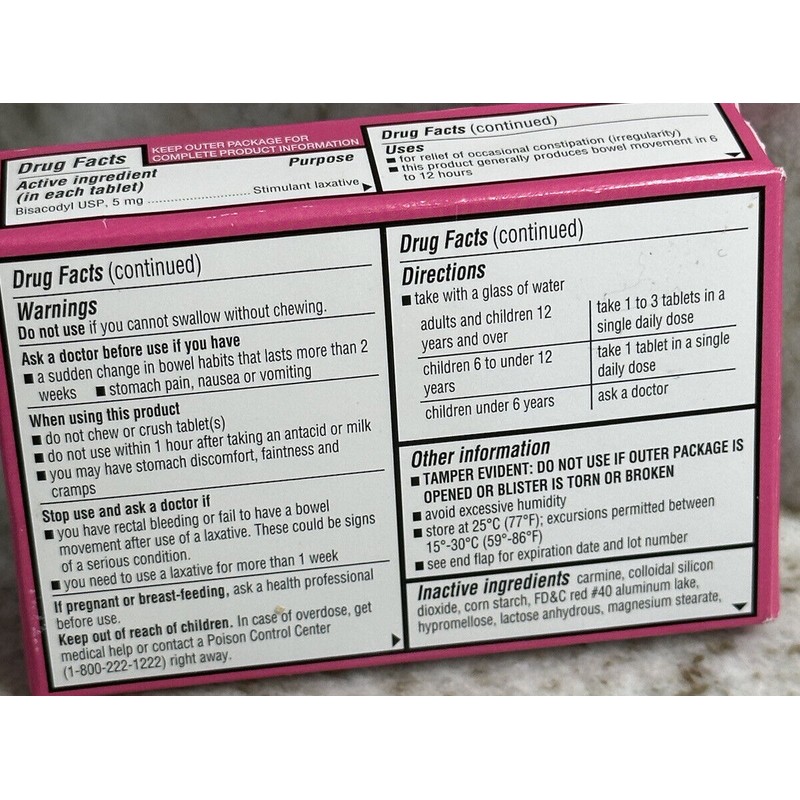 KEEP OUTER PACKAGE FOR
COMPLETE PRODUCT INFORMATION
Drug Facts
Active ingredient Purpose
(in each tablet)
Bisacodyl USP, 5 mg ........................ Stimulant laxative
Drug Facts (continued)
Uses
■ for relief of occasional constipation (irregularity)
■ this product generally produces bowel movement in 6
to 12 hours
Drug Facts (continued)
Warnings
Do not use if you cannot swallow without chewing.
Ask a doctor before use if you have
■ a sudden change in bowel habits that lasts more than 2
weeks ■ stomach pain, nausea or vomiting
When using this product
■ do not chew or crush tablet(s)
■ do not use within 1 hour after taking an antacid or milk
■ you may have stomach discomfort, faintness and
cramps
Stop use and ask a doctor if
■ you have rectal bleeding or fail to have a bowel
movement after use of a laxative. These could be signs
of a serious condition.
■ you need to use a laxative for more than 1 week
If pregnant or breast-feeding, ask a health professional
before use.
Keep out of reach of children. In case of overdose, get
medical help or contact a Poison Control Center
(1-800-222-1222) right away.
Drug Facts (continued)
Directions
■ take with a glass of water
adults and children 12 take 1 to 3 tablets in a
years and over single daily dose
children 6 to under 12 take 1 tablet in a single
years daily dose
children under 6 years ask a doctor
Other information
■ TAMPER EVIDENT: DO NOT USE IF OUTER PACKAGE IS
OPENED OR BLISTER IS TORN OR BROKEN
■ avoid excessive humidity
■ store at 25°C (77°F); excursions permitted between
15°-30°C (59°-86°F)
■ see end flap for expiration date and lot number
Inactive ingredients carmine, colloidal silicon
dioxide, corn starch, FD&C red #40 aluminum lake,
hypromellose, lactose anhydrous, magnesium stearate,